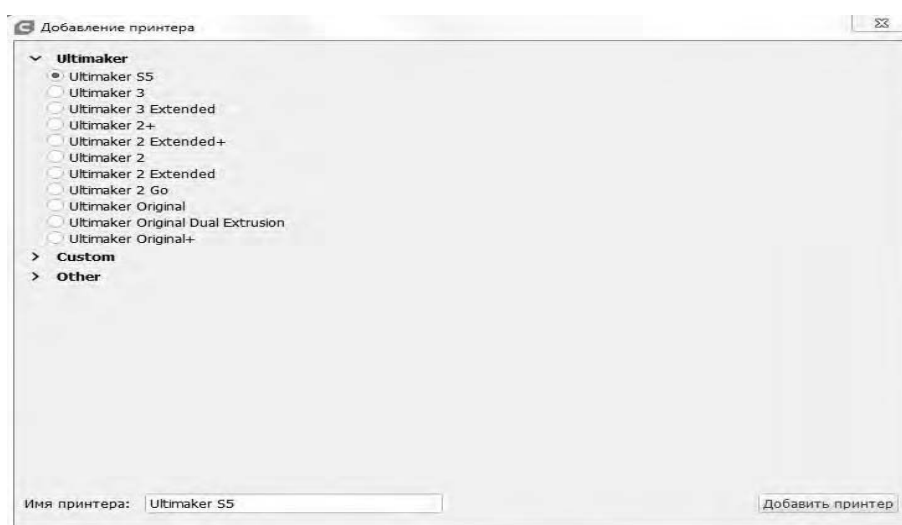 Добавление принтера
Ultimaker
Ultimaker S5
Ultimaker 3
Ultimaker 3 Extended
Ultimaker 2+
Ultimaker 2 Extended+
Ultimaker 2
Ultimaker 2 Extended
Ultimaker 2 Go
Ultimaker Original
Ultimaker Original Dual Extrusion
Ultimaker Original+
Custom
Other
Имя принтера: Ultimaker S5 Добавить принтер